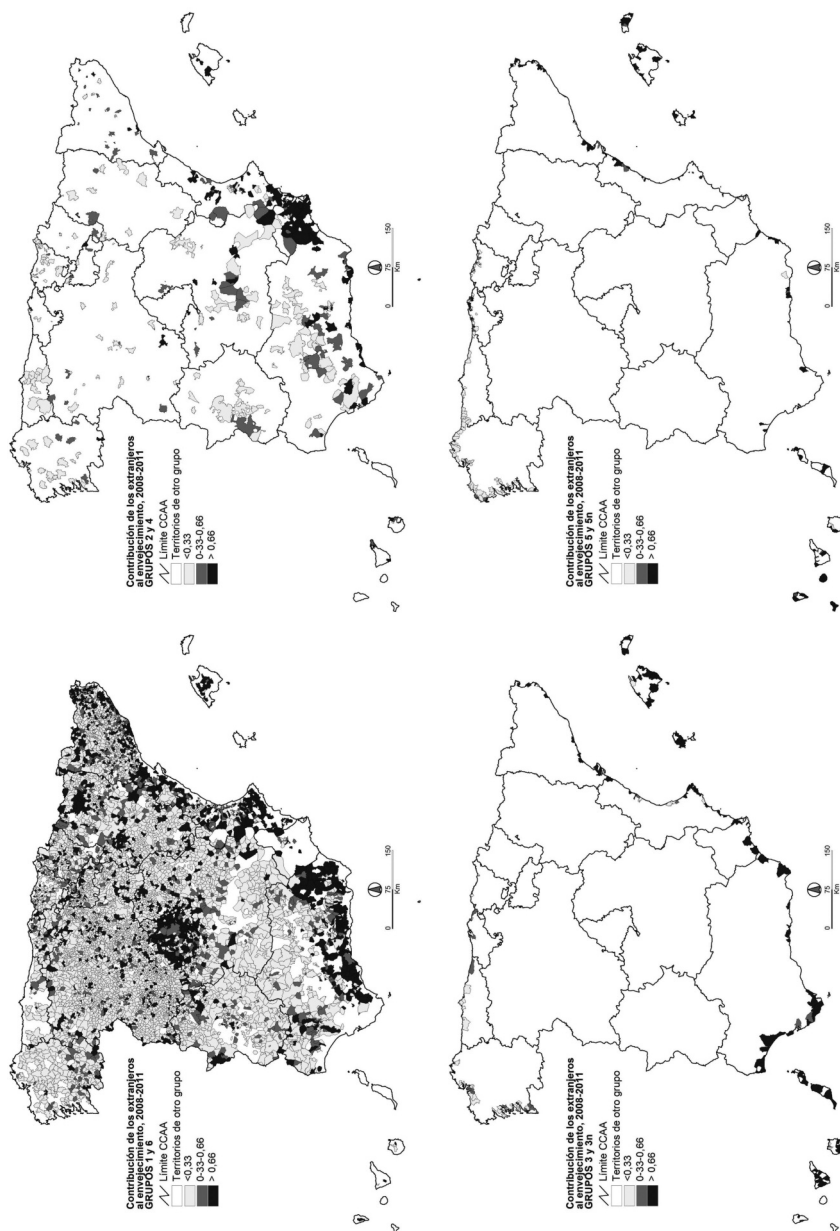 Contribución de los extranjeros
al envejecimiento, 2008-2011
GRUPOS 1 y 6
Límite CCAA
Territorios de otro grupo
<0,33
0-33-0,66
> 0,66
0 75 150
Km
Contribución de los extranjeros
al envejecimiento, 2008-2011
GRUPOS 2 y 4
Límite CCAA
Territorios de otro grupo
<0,33
0-33-0,66
> 0,66
0 75 150
Km
Contribución de los extranjeros
al envejecimiento, 2008-2011
GRUPOS 3 y 3n
Límite CCAA
Territorios de otro grupo
<0,33
0-33-0,66
> 0,66
0 75 150
Km
Contribución de los extranjeros
al envejecimiento, 2008-2011
GRUPOS 5 y 5n
Límite CCAA
Territorios de otro grupo
<0,33
0-33-0,66
> 0,66
0 75 150
Km